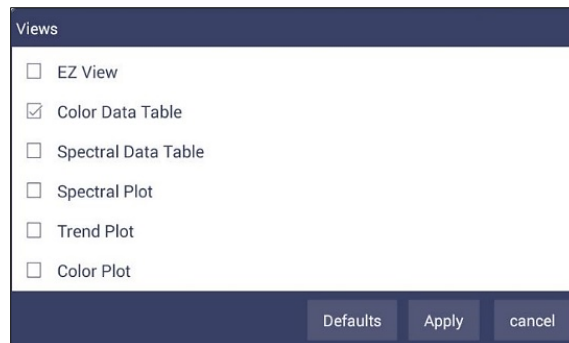 Views
EZ View
Color Data Table
Spectral Data Table
Spectral Plot
Trend Plot
Color Plot
Defaults Apply cancel